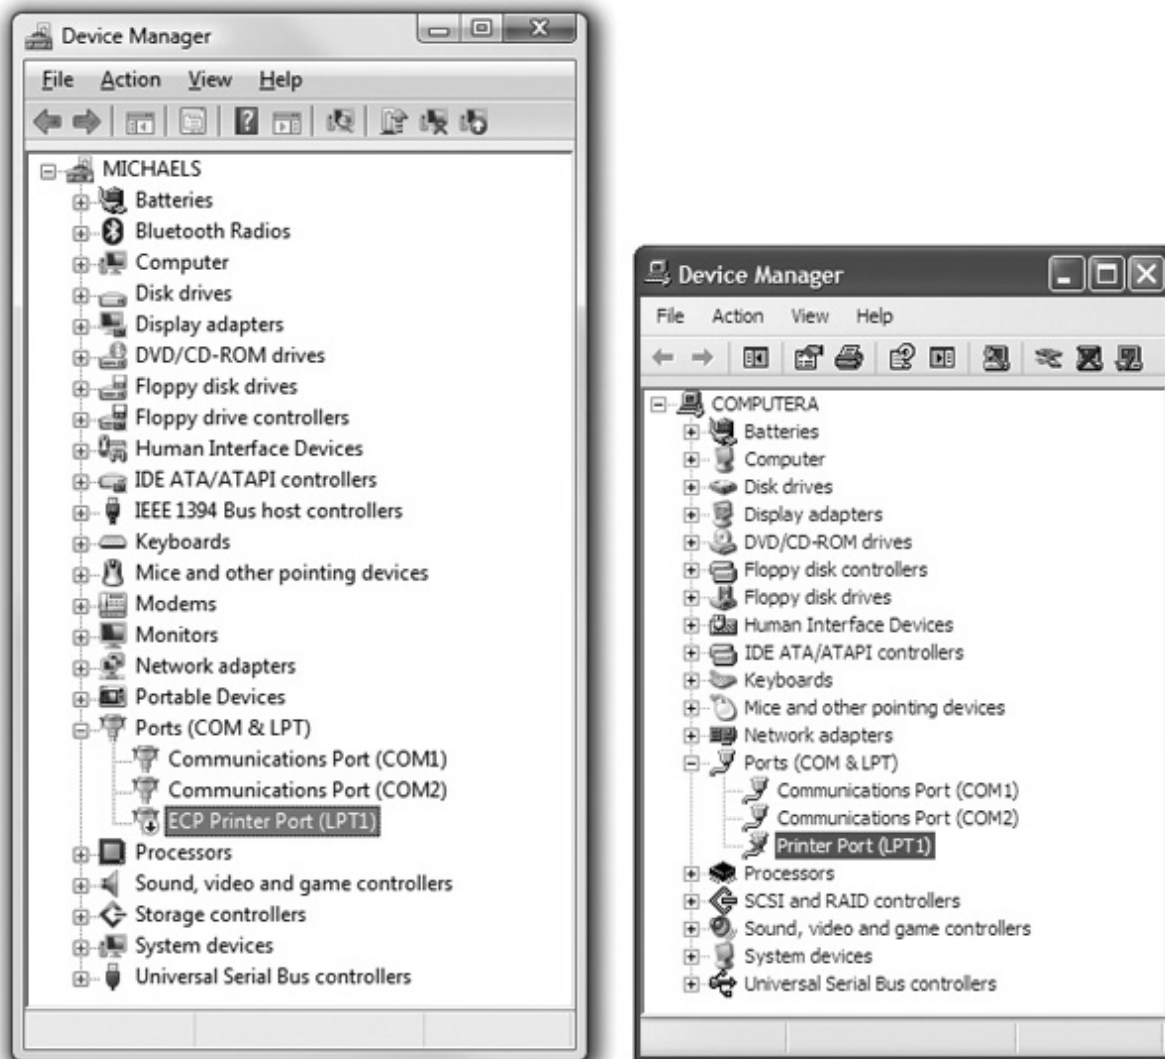 Device Manager
File Action View Help
MICHAELS
Batteries
Bluetooth Radios
Computer
Disk drives
Display adapters
DVD/CD-ROM drives
Floppy disk drives
Floppy drive controllers
Human Interface Devices
IDE ATA/ATAPI controllers
IEEE 1394 Bus host controllers
Keyboards
Mice and other pointing devices
Modems
Monitors
Network adapters
Portable Devices
Ports (COM & LPT)
Communications Port (COM1)
Communications Port (COM2)
ECP Printer Port (LPT1)
Processors
Sound, video and game controllers
Storage controllers
System devices
Universal Serial Bus controllers
Device Manager
File Action View Help
COMPUTERA
Batteries
Computer
Disk drives
Display adapters
DVD/CD-ROM drives
Floppy disk controllers
Floppy disk drives
Human Interface Devices
IDE ATA/ATAPI controllers
Keyboards
Mice and other pointing devices
Network adapters
Ports (COM & LPT)
Communications Port (COM1)
Communications Port (COM2)
Printer Port (LPT1)
Processors
SCSI and RAID controllers
Sound, video and game controllers
System devices
Universal Serial Bus controllers